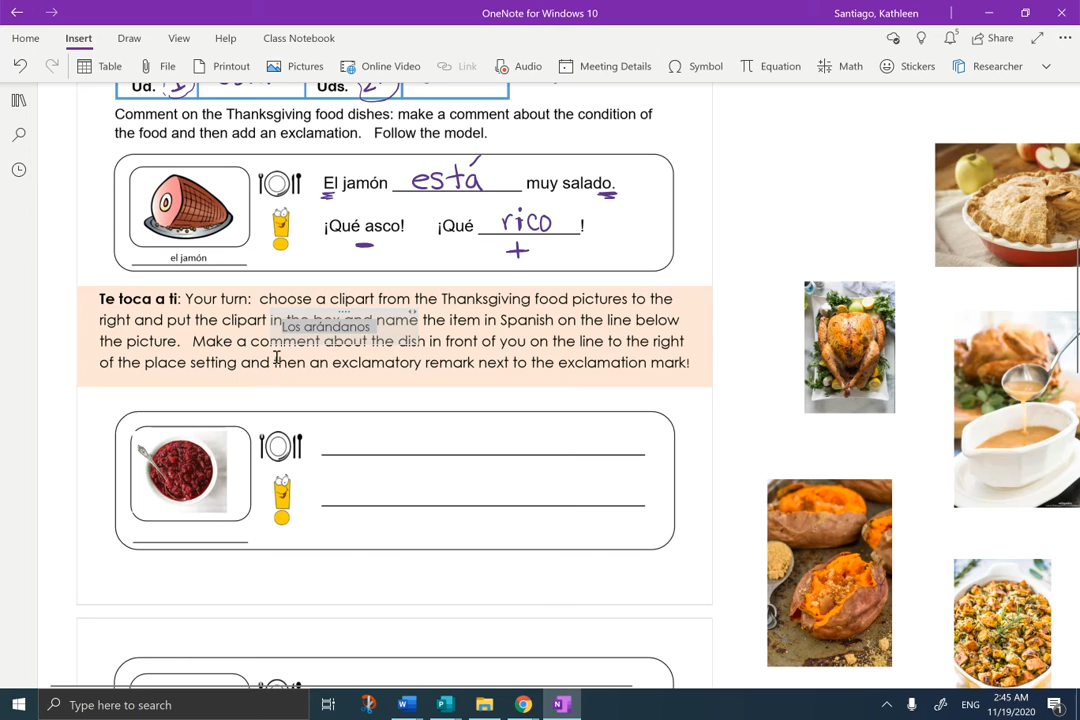 OneNote for Windows 10
Santiago, Kathleen
Home Insert Draw View Help Class Notebook
5
Share
Table File Printout Pictures Online Video Link Audio Meeting Details Symbol Equation Math Stickers Researcher
Ud. 1
Uds. 2
Comment on the Thanksgiving food dishes: make a comment about the condition of
the food and then add an exclamation. Follow the model.
El jamón está muy salado.
¡Qué asco! ¡Qué rico!
+
el jamón
Te toca a ti: Your turn: choose a clipart from the Thanksgiving food pictures to the
right and put the clipart in the box and name the item in Spanish on the line below
Los arándanos
the picture. Make a comment about the dish in front of you on the line to the right
of the place setting and then an exclamatory remark next to the exclamation mark!
Type here to search
ENG
2:45 AM
11/19/2020
1